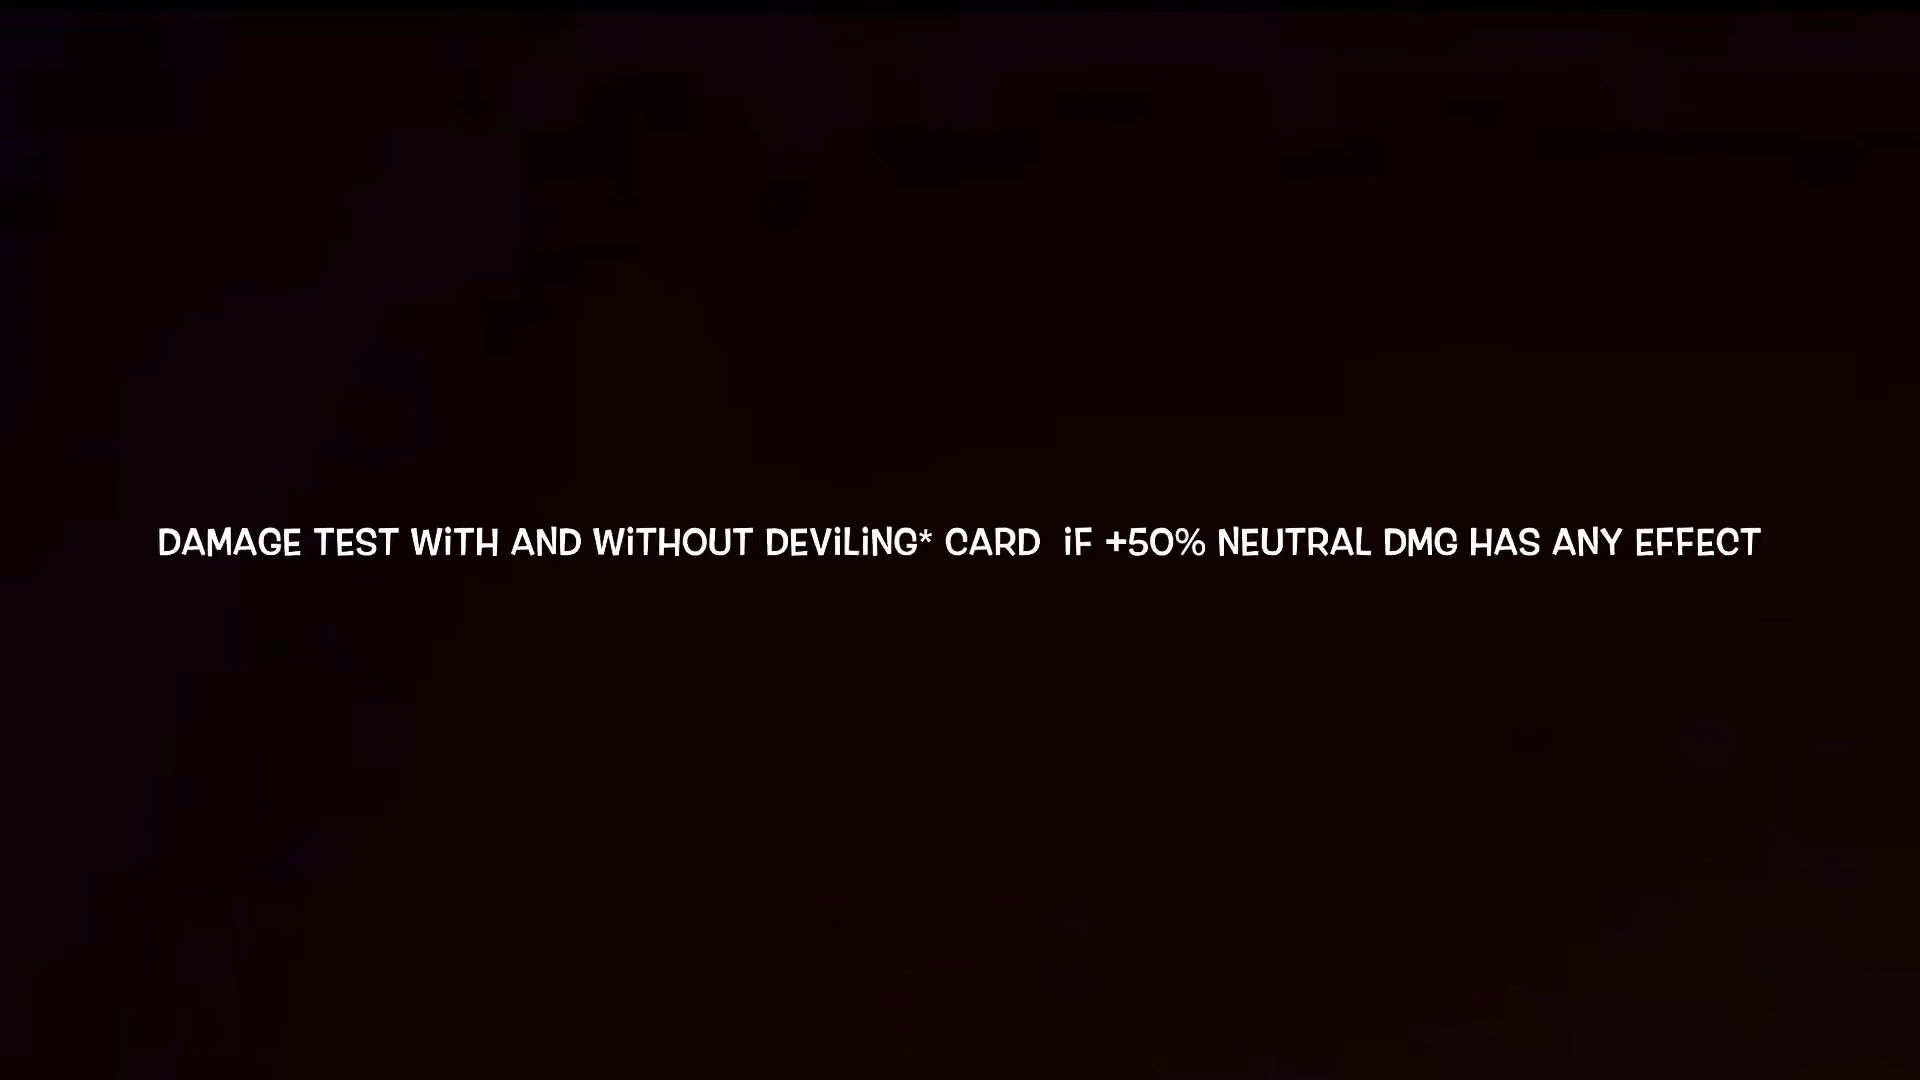 DAMAGE TEST WiTH AND WiTHOUT DEViLiNG* CARD  iF +50% NEUTRAL DMG HAS ANY EFFECT